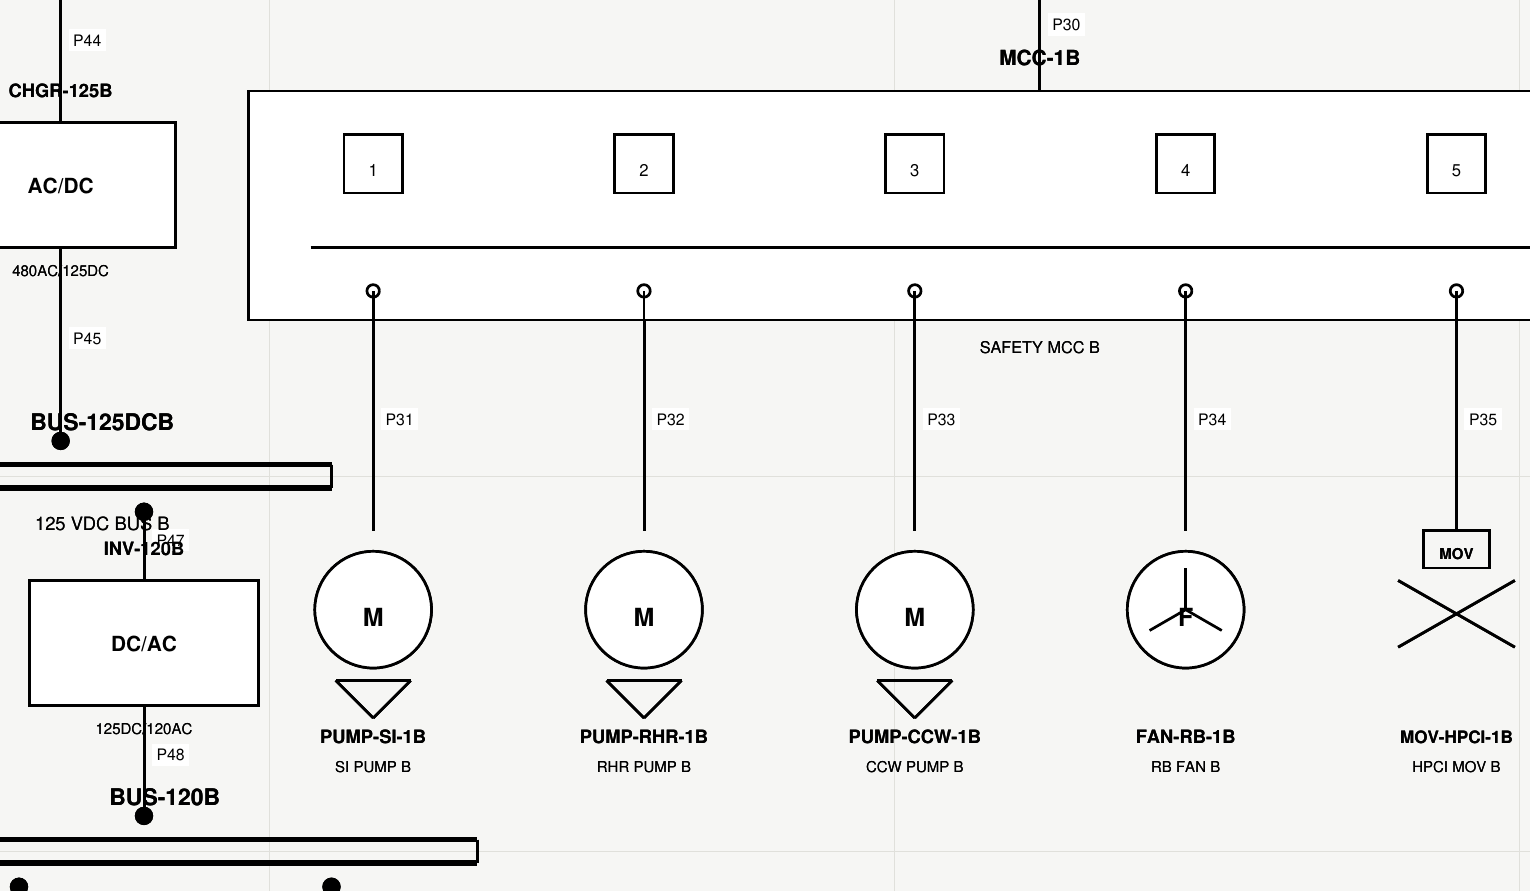 P30
P44
MCC-1B
CHGR-125B
1
2
3
4
5
AC/DC
480AC/125DC
P45
SAFETY MCC B
BUS-125DCB
P31
P32
P33
P34
P35
125 VDC BUS B
P47
INV-120B
MOV
M
M
M
F
DC/AC
125DC/120AC
P48
PUMP-SI-1B
PUMP-RHR-1B
PUMP-CCW-1B
FAN-RB-1B
MOV-HPCI-1B
SI PUMP B
RHR PUMP B
CCW PUMP B
RB FAN B
HPCI MOV B
BUS-120B